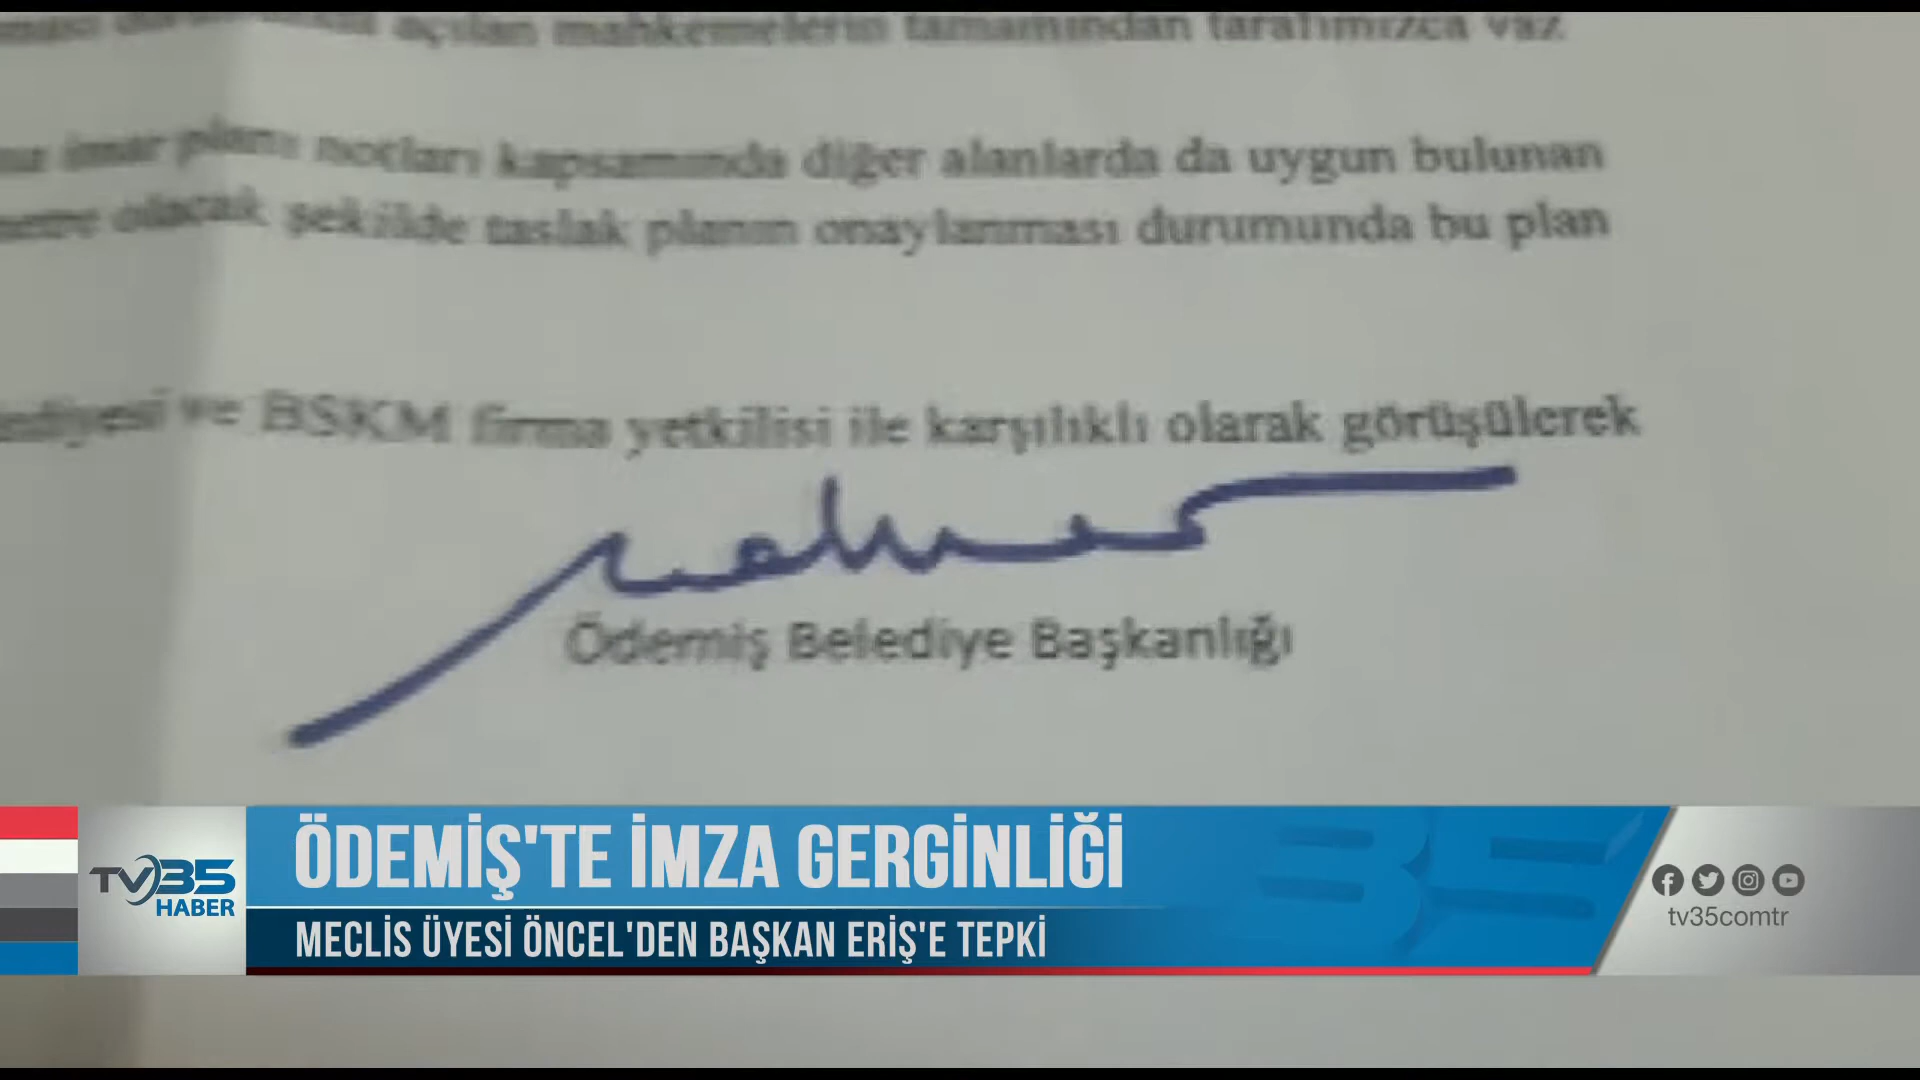 açılan mahkemelerin tamamından tarafımızca vaz
imar planı notları kapsamında diğer alanlarda da uygun bulunan
olacak şekilde taslak planın onaylanması durumunda bu plan
ve BSKM firma yetkilisi ile karşılıklı olarak görüşülerek
Ödemiş Belediye Başkanlığı
ÖDEMİŞ'TE İMZA GERGİNLİĞİ
MECLİS ÜYESİ ÖNCEL'DEN BAŞKAN ERİŞ'E TEPKİ
TV35
HABER
tv35comtr